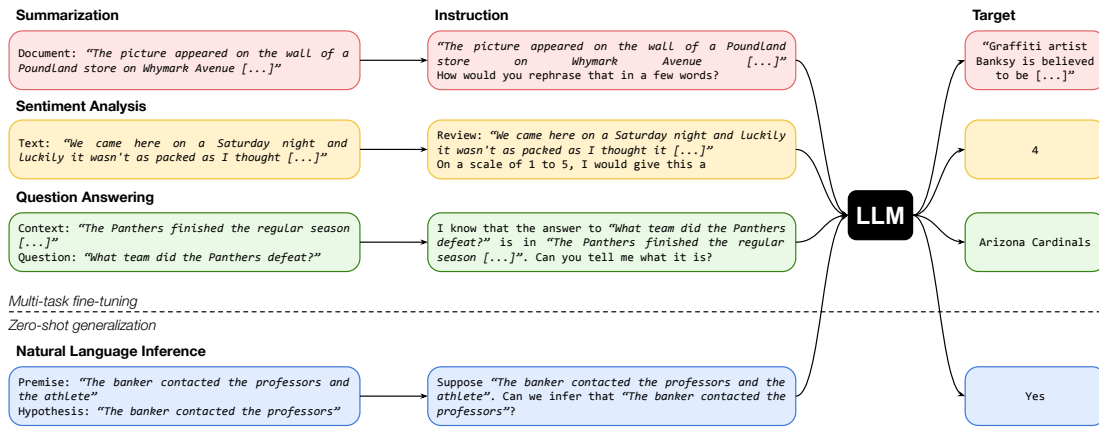 Summarization
Instruction
Target
Document: “The picture appeared on the wall of a
Poundland store on Whymark Avenue [...]”
“The picture appeared on the wall of a Poundland
store on Whymark Avenue [...]”
How would you rephrase that in a few words?
“Graffiti artist
Banksy is believed
to be [...]”
Sentiment Analysis
Text: “We came here on a Saturday night and
luckily it wasn't as packed as I thought [...]”
Review: “We came here on a Saturday night and luckily
it wasn't as packed as I thought it [...]”
On a scale of 1 to 5, I would give this a
4
Question Answering
Context: “The Panthers finished the regular season
[...]”
Question: “What team did the Panthers defeat?”
I know that the answer to “What team did the Panthers
defeat?” is in “The Panthers finished the regular
season [...]”. Can you tell me what it is?
LLM
Arizona Cardinals
Multi-task fine-tuning
Zero-shot generalization
Natural Language Inference
Premise: “The banker contacted the professors and
the athlete”
Hypothesis: “The banker contacted the professors”
Suppose “The banker contacted the professors and the
athlete”. Can we infer that “The banker contacted the
professors”?
Yes